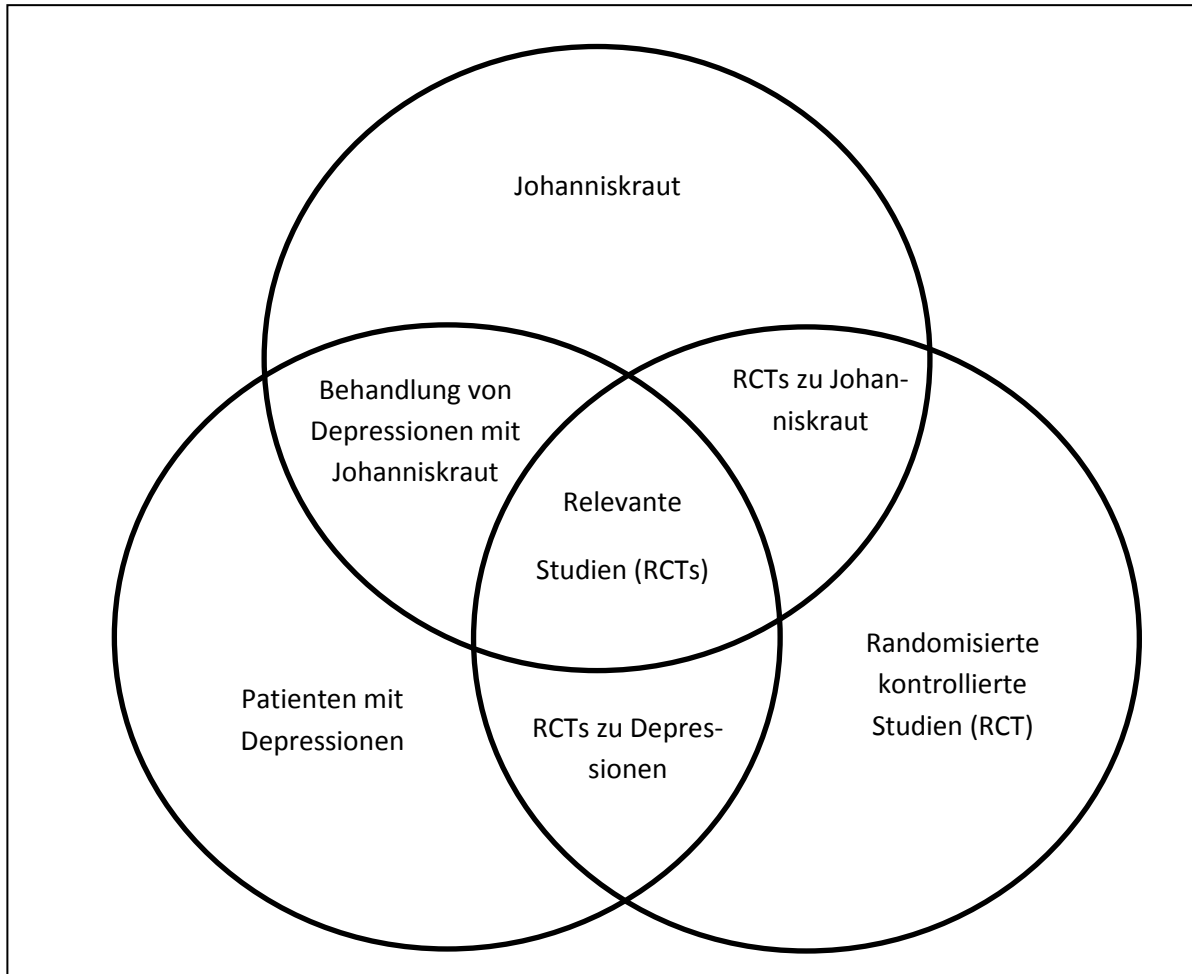 Johanniskraut
Behandlung von
Depressionen mit
Johanniskraut
RCTs zu Johan-
niskraut
Relevante
Studien (RCTs)
Patienten mit
Depressionen
RCTs zu Depres-
sionen
Randomisierte
kontrollierte
Studien (RCT)